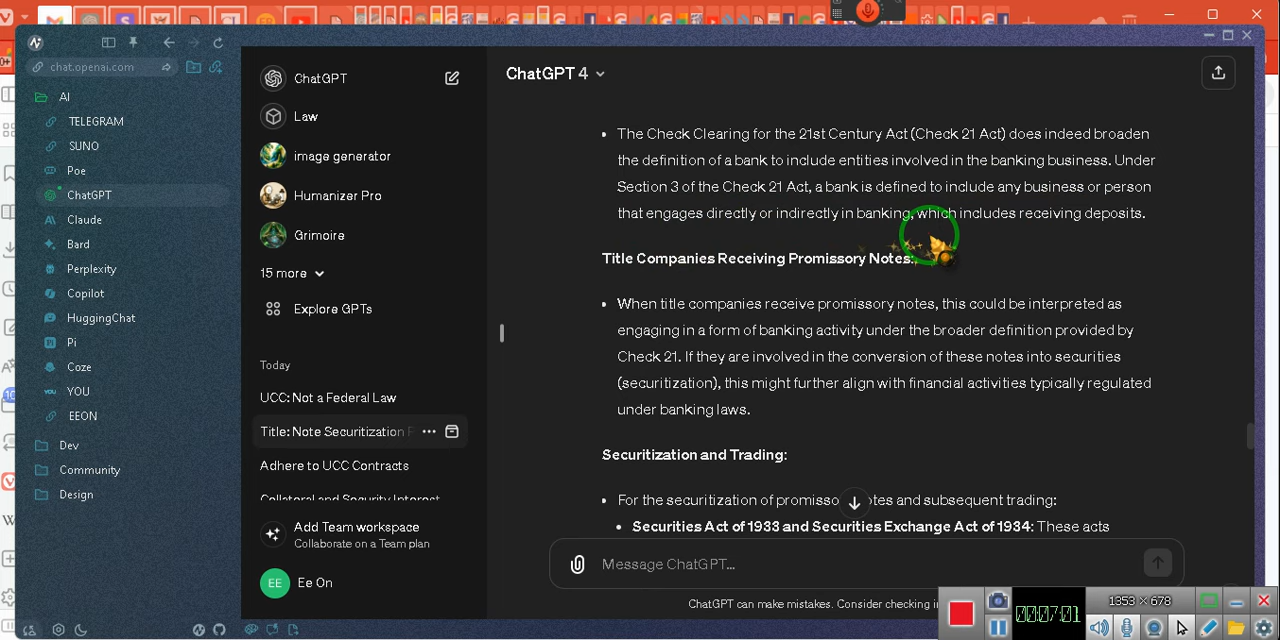 chat.openai.com
AI
TELEGRAM
SUNO
Poe
ChatGPT
Claude
Bard
Perplexity
Copilot
HuggingChat
Pi
Coze
YOU
EEON
Dev
Community
Design
ChatGPT
Law
image generator
Humanizer Pro
Grimoire
15 more
Explore GPTs
Today
UCC: Not a Federal Law
Title: Note Securitization
Adhere to UCC Contracts
Collateral and Security Interest
Add Team workspace
Collaborate on a Team plan
EE Ee On
ChatGPT 4
• The Check Clearing for the 21st Century Act (Check 21 Act) does indeed broaden
the definition of a bank to include entities involved in the banking business. Under
Section 3 of the Check 21 Act, a bank is defined to include any business or person
that engages directly or indirectly in banking, which includes receiving deposits.
Title Companies Receiving Promissory Notes:
• When title companies receive promissory notes, this could be interpreted as
engaging in a form of banking activity under the broader definition provided by
Check 21. If they are involved in the conversion of these notes into securities
(securitization), this might further align with financial activities typically regulated
under banking laws.
Securitization and Trading:
• For the securitization of promisso otes and subsequent trading:
• Securities Act of 1933 and Securities Exchange Act of 1934: These acts
Message ChatGPT...
ChatGPT can make mistakes. Consider checking
1353 x 678
00:07:01